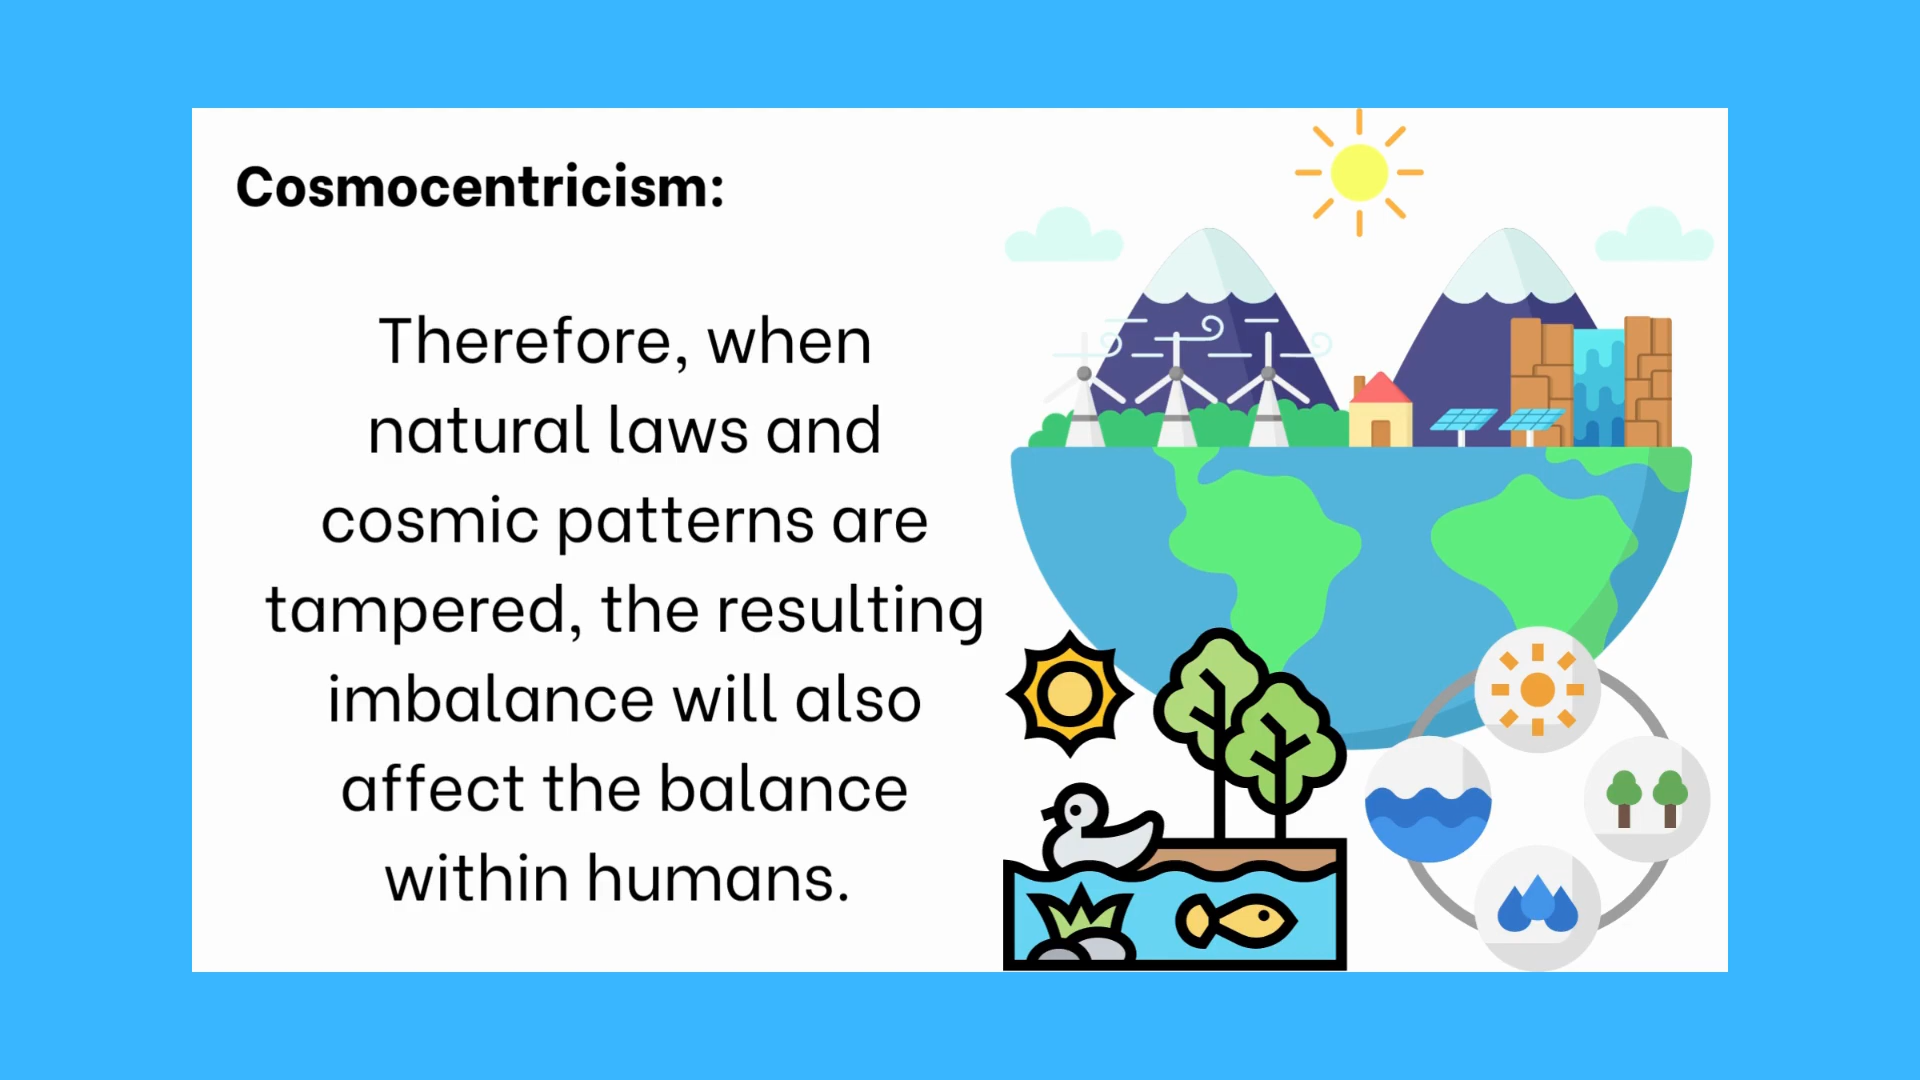 Cosmocentricism:
Therefore, when
natural laws and
cosmic patterns are
tampered, the resulting
imbalance will also
affect the balance
within humans.